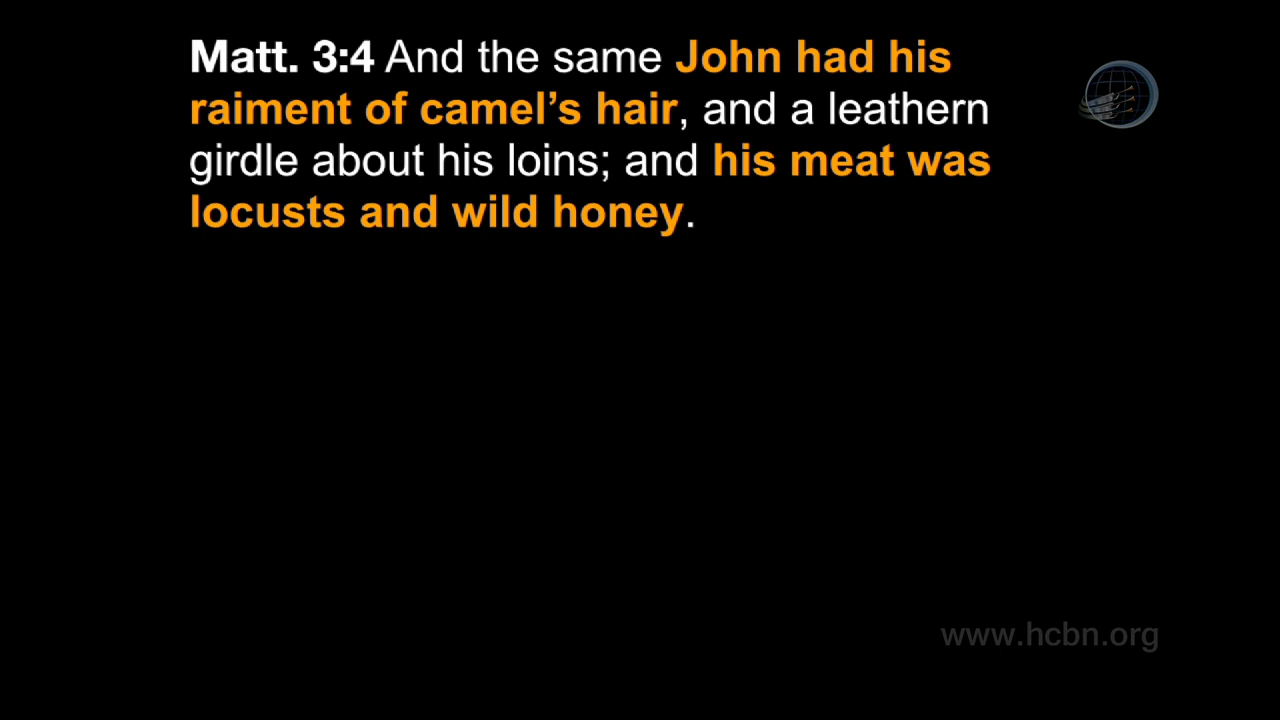 Matt. 3:4 And the same John had his
raiment of camel’s hair, and a leathern
girdle about his loins; and his meat was
locusts and wild honey.
www.hcbn.org